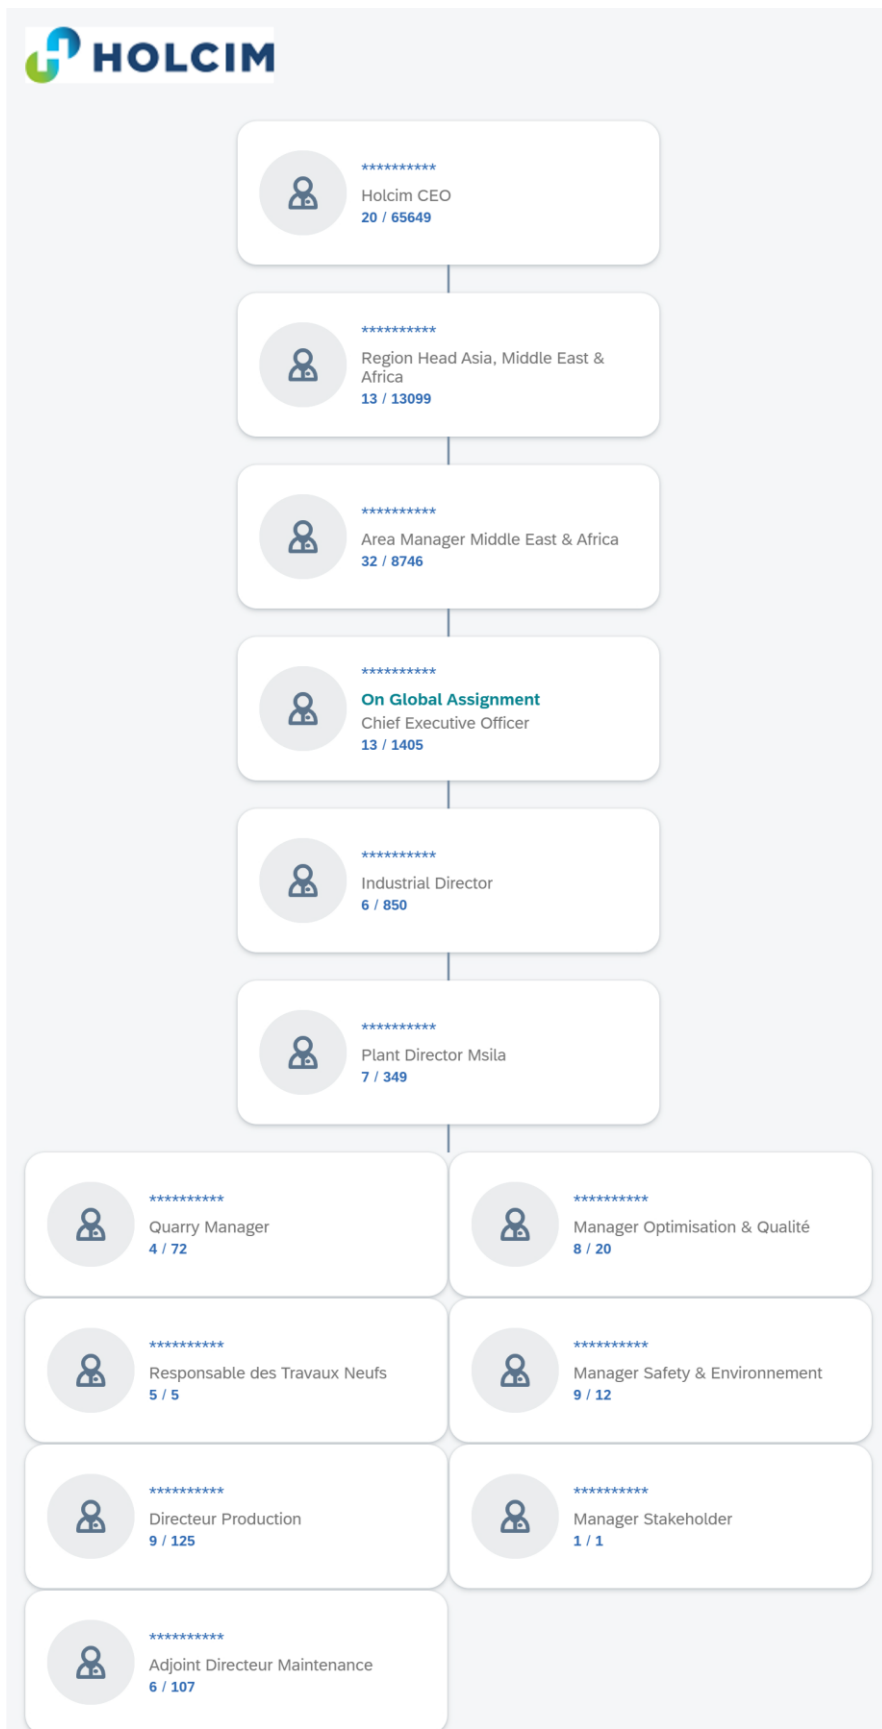 HOLCIM
**********
Holcim CEO
20 / 65649
**********
Region Head Asia, Middle East &
Africa
13 / 13099
**********
Area Manager Middle East & Africa
32 / 8746
**********
On Global Assignment
Chief Executive Officer
13 / 1405
**********
Industrial Director
6 / 850
**********
Plant Director Msila
7 / 349
**********
Quarry Manager
4 / 72
**********
Manager Optimisation & Qualité
8 / 20
**********
Responsable des Travaux Neufs
5 / 5
**********
Manager Safety & Environnement
9 / 12
**********
Directeur Production
9 / 125
**********
Manager Stakeholder
1 / 1
**********
Adjoint Directeur Maintenance
6 / 107